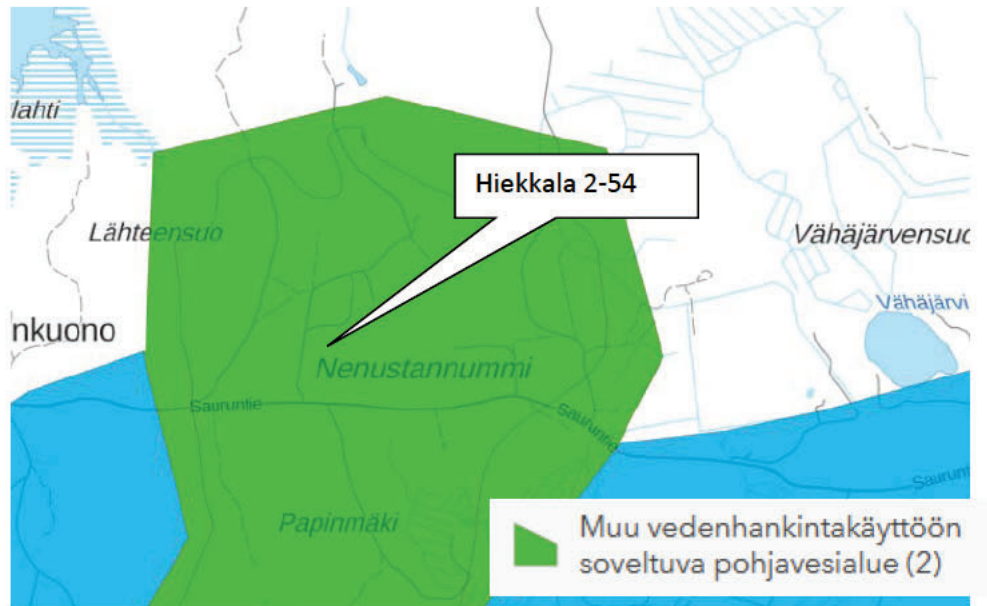 lahti
Hiekkala 2-54
Lähteensuo
Vähäjärvensuo
Vähäjärvi
nkuono
Nenustannummi
Sauruntie
Sauruntie
Sauruntie
Papinmäki
Muu vedenhankintakäyttöön
soveltuva pohjavesialue (2)